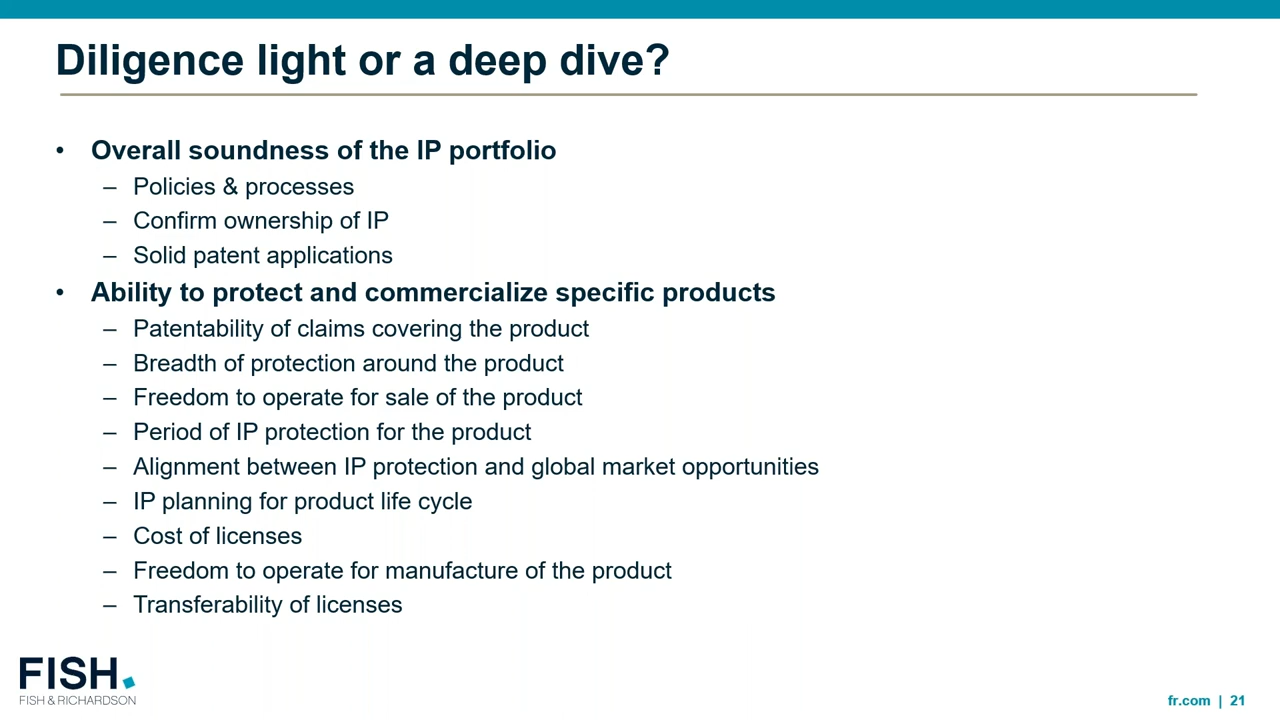 Diligence light or a deep dive?
• Overall soundness of the IP portfolio
– Policies & processes
– Confirm ownership of IP
– Solid patent applications
• Ability to protect and commercialize specific products
– Patentability of claims covering the product
– Breadth of protection around the product
– Freedom to operate for sale of the product
– Period of IP protection for the product
– Alignment between IP protection and global market opportunities
– IP planning for product life cycle
– Cost of licenses
– Freedom to operate for manufacture of the product
– Transferability of licenses
FISH.
FISH & RICHARDSON
fr.com | 21